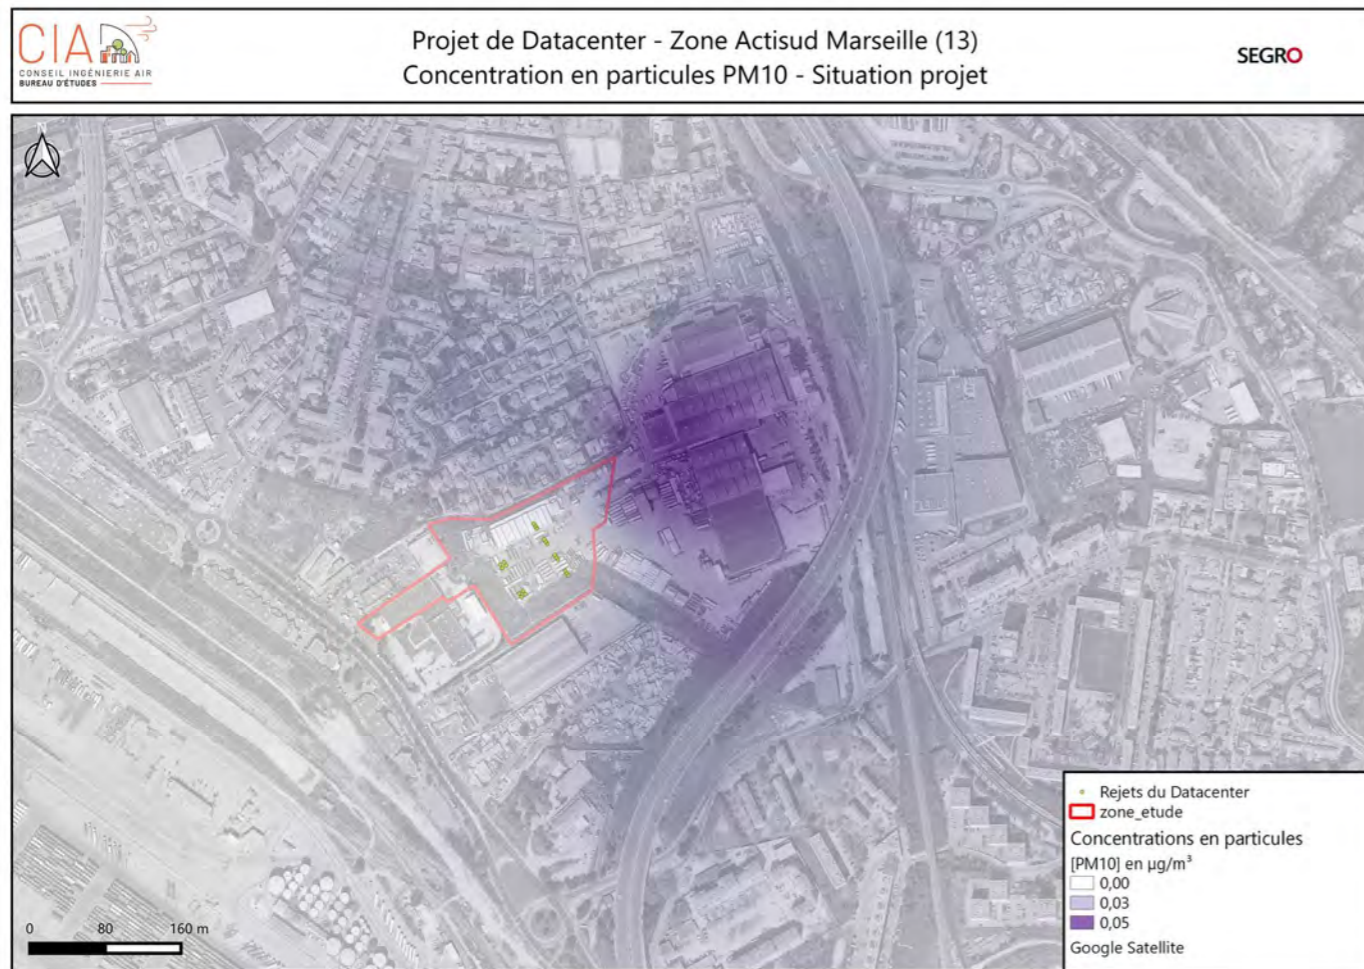 CIA
CONSEIL INGÉNIERIE AIR
BUREAU D'ÉTUDES
Projet de Datacenter - Zone Actisud Marseille (13)
Concentration en particules PM10 - Situation projet
SEGRO
N
Rejets du Datacenter
zone_etude
Concentrations en particules
[PM10] en µg/m³
0,00
0,03
0,05
Google Satellite
0 80 160 m